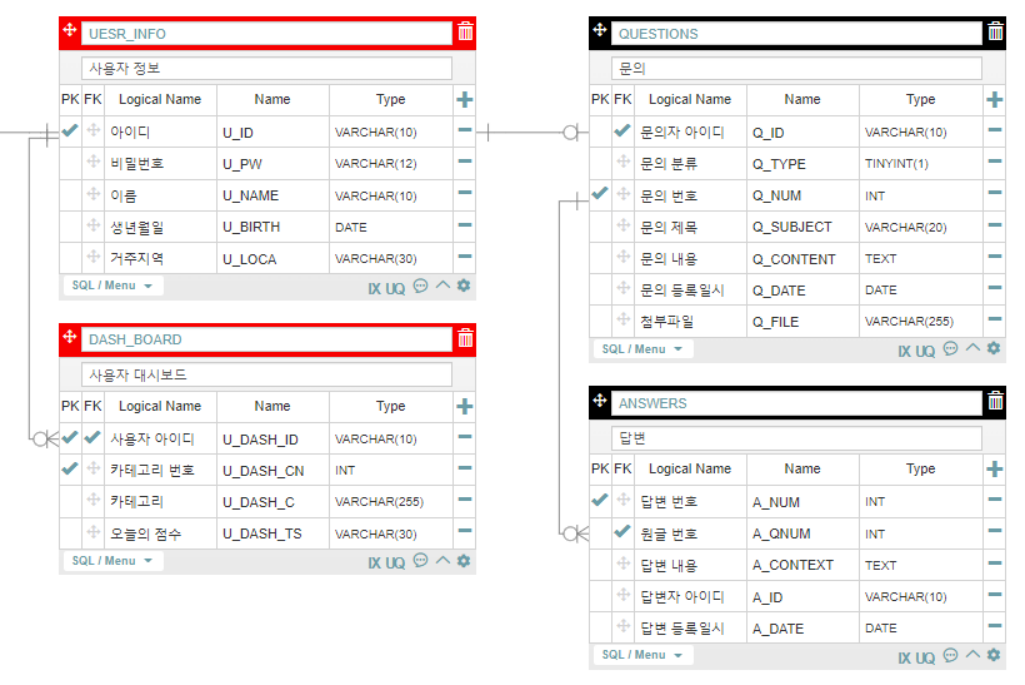 UESR_INFO
사용자 정보
PK FK Logical Name Name Type
아이디 U_ID VARCHAR(10)
비밀번호 U_PW VARCHAR(12)
이름 U_NAME VARCHAR(10)
생년월일 U_BIRTH DATE
거주지역 U_LOCA VARCHAR(30)
SQL / Menu IX UQ
DASH_BOARD
사용자 대시보드
PK FK Logical Name Name Type
사용자 아이디 U_DASH_ID VARCHAR(10)
카테고리 번호 U_DASH_CN INT
카테고리 U_DASH_C VARCHAR(255)
오늘의 점수 U_DASH_TS VARCHAR(30)
SQL / Menu IX UQ
QUESTIONS
문의
PK FK Logical Name Name Type
문의자 아이디 Q_ID VARCHAR(10)
문의 분류 Q_TYPE TINYINT(1)
문의 번호 Q_NUM INT
문의 제목 Q_SUBJECT VARCHAR(20)
문의 내용 Q_CONTENT TEXT
문의 등록일시 Q_DATE DATE
첨부파일 Q_FILE VARCHAR(255)
SQL / Menu IX UQ
ANSWERS
답변
PK FK Logical Name Name Type
답변 번호 A_NUM INT
원글 번호 A_QNUM INT
답변 내용 A_CONTEXT TEXT
답변자 아이디 A_ID VARCHAR(10)
답변 등록일시 A_DATE DATE
SQL / Menu IX UQ